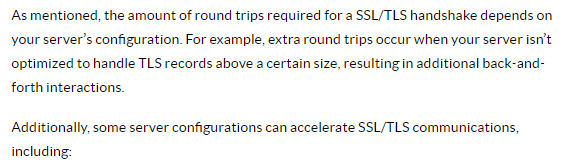 As mentioned, the amount of round trips required for a SSL/TLS handshake depends on
your server’s configuration. For example, extra round trips occur when your server isn’t
optimized to handle TLS records above a certain size, resulting in additional back-and-
forth interactions.
Additionally, some server configurations can accelerate SSL/TLS communications,
including: